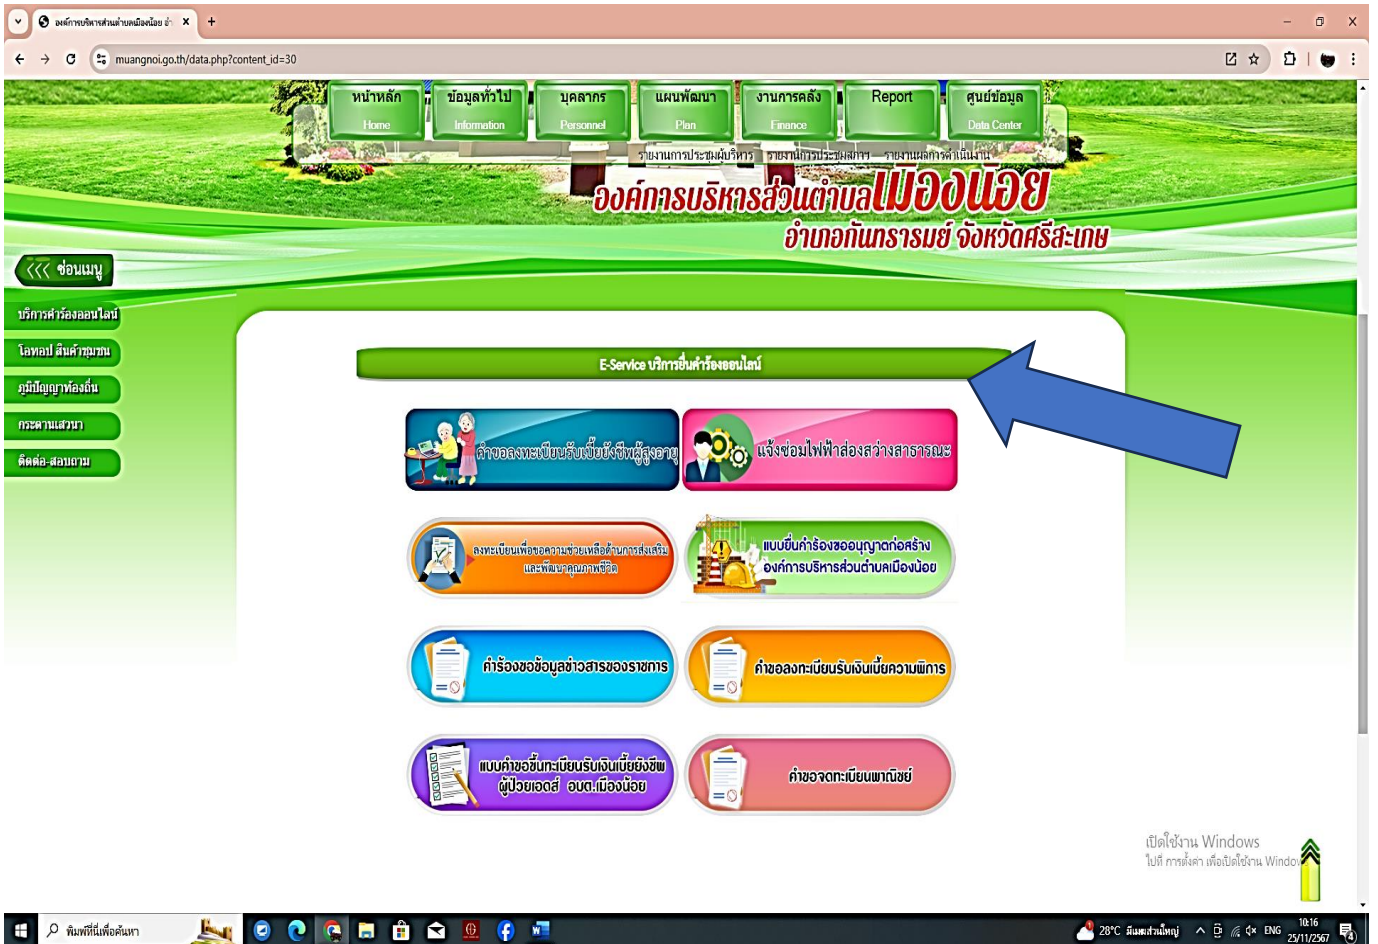 องค์การบริหารส่วนตำบลเมืองน้อย อำ
muangnoi.go.th/data.php?content_id=30
หน้าหลัก ข้อมูลทั่วไป บุคลากร แผนพัฒนา งานการคลัง Report ศูนย์ข้อมูล
Home Information Personnel Plan Finance Data Center
รายงานการประชุมผู้บริหาร รายงานการประชุมสภาฯ รายงานผลการดำเนินงาน
องค์การบริหารส่วนตำบลเมืองน้อย
อำเภอกันทรารมย์ จังหวัดศรีสะเกษ
<<< ซ่อนเมนู
บริการคำร้องออนไลน์
โอทอป สินค้าชุมชน
ภูมิปัญญาท้องถิ่น
กระดานเสวนา
ติดต่อ-สอบถาม
E-Service บริการยื่นคำร้องออนไลน์
คำขอลงทะเบียนรับเบี้ยยังชีพผู้สูงอายุ
แจ้งซ่อมไฟฟ้าส่องสว่างสาธารณะ
ลงทะเบียนเพื่อขอความช่วยเหลือด้านการส่งเสริม
และพัฒนาคุณภาพชีวิต
แบบยื่นคำร้องขออนุญาตก่อสร้าง
องค์การบริหารส่วนตำบลเมืองน้อย
คำร้องขอข้อมูลข่าวสารของราชการ
คำขอลงทะเบียนรับเงินเบี้ยความพิการ
แบบคำขอขึ้นทะเบียนรับเงินเบี้ยยังชีพ
ผู้ป่วยเอดส์ อบต.เมืองน้อย
คำขอจดทะเบียนพาณิชย์
เปิดใช้งาน Windows
ไปที่ การตั้งค่า เพื่อเปิดใช้งาน Windows
พิมพ์ที่นี่เพื่อค้นหา
28°C มีเมฆส่วนใหญ่
ENG
10:16
25/11/2567